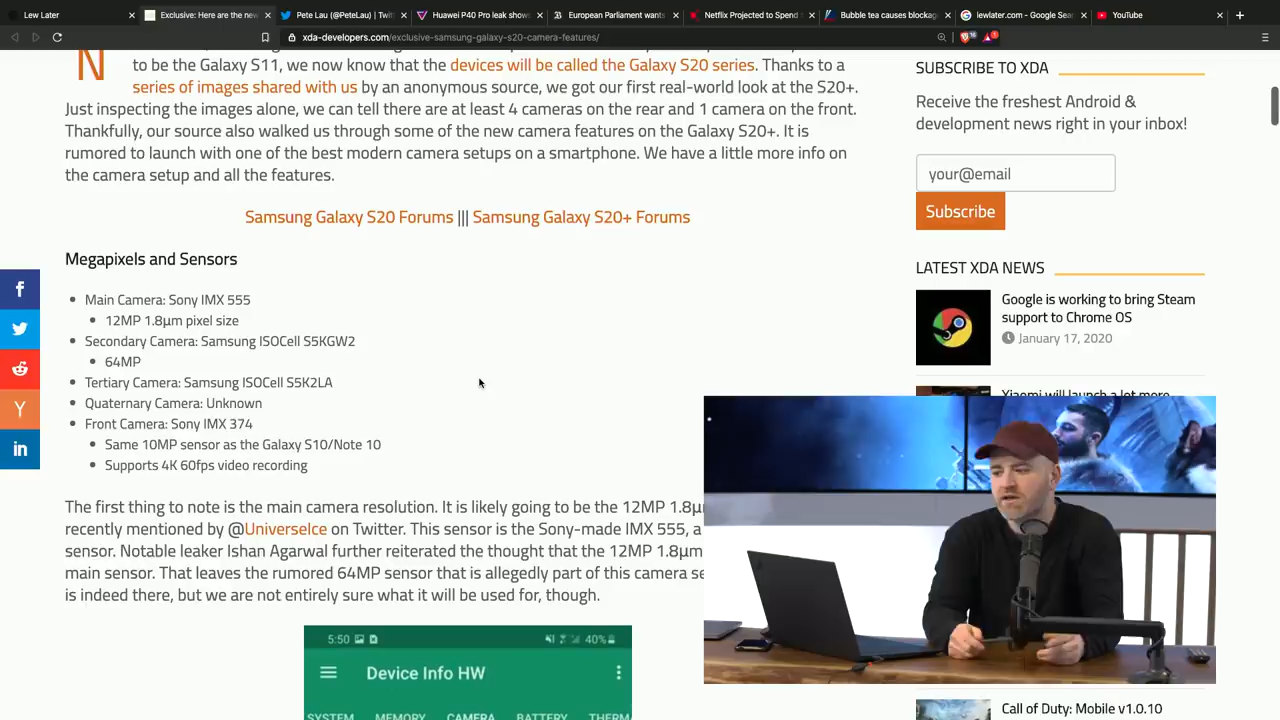 Lew Later
Exclusive: Here are the new
Pete Lau (@PeteLau) | Twit
Huawei P40 Pro leak shows
European Parliament wants
Netflix Projected to Spend
Bubble tea causes blockage
lewlater.com - Google Sear
YouTube
xda-developers.com/exclusive-samsung-galaxy-s20-camera-features/
N
to be the Galaxy S11, we now know that the devices will be called the Galaxy S20 series. Thanks to a
series of images shared with us by an anonymous source, we got our first real-world look at the S20+.
Just inspecting the images alone, we can tell there are at least 4 cameras on the rear and 1 camera on the front.
Thankfully, our source also walked us through some of the new camera features on the Galaxy S20+. It is
rumored to launch with one of the best modern camera setups on a smartphone. We have a little more info on
the camera setup and all the features.
Samsung Galaxy S20 Forums ||| Samsung Galaxy S20+ Forums
Megapixels and Sensors
Main Camera: Sony IMX 555
12MP 1.8µm pixel size
Secondary Camera: Samsung ISOCell S5KGW2
64MP
Tertiary Camera: Samsung ISOCell S5K2LA
Quaternary Camera: Unknown
Front Camera: Sony IMX 374
Same 10MP sensor as the Galaxy S10/Note 10
Supports 4K 60fps video recording
The first thing to note is the main camera resolution. It is likely going to be the 12MP 1.8µ
recently mentioned by @UniverseIce on Twitter. This sensor is the Sony-made IMX 555, a
sensor. Notable leaker Ishan Agarwal further reiterated the thought that the 12MP 1.8µm
main sensor. That leaves the rumored 64MP sensor that is allegedly part of this camera se
is indeed there, but we are not entirely sure what it will be used for, though.
5:50
40%
Device Info HW
SYSTEM MEMORY CAMERA BATTERY THERM
SUBSCRIBE TO XDA
Receive the freshest Android &
development news right in your inbox!
your@email
Subscribe
LATEST XDA NEWS
Google is working to bring Steam
support to Chrome OS
January 17, 2020
Xiaomi will launch a lot more
Call of Duty: Mobile v1.0.10